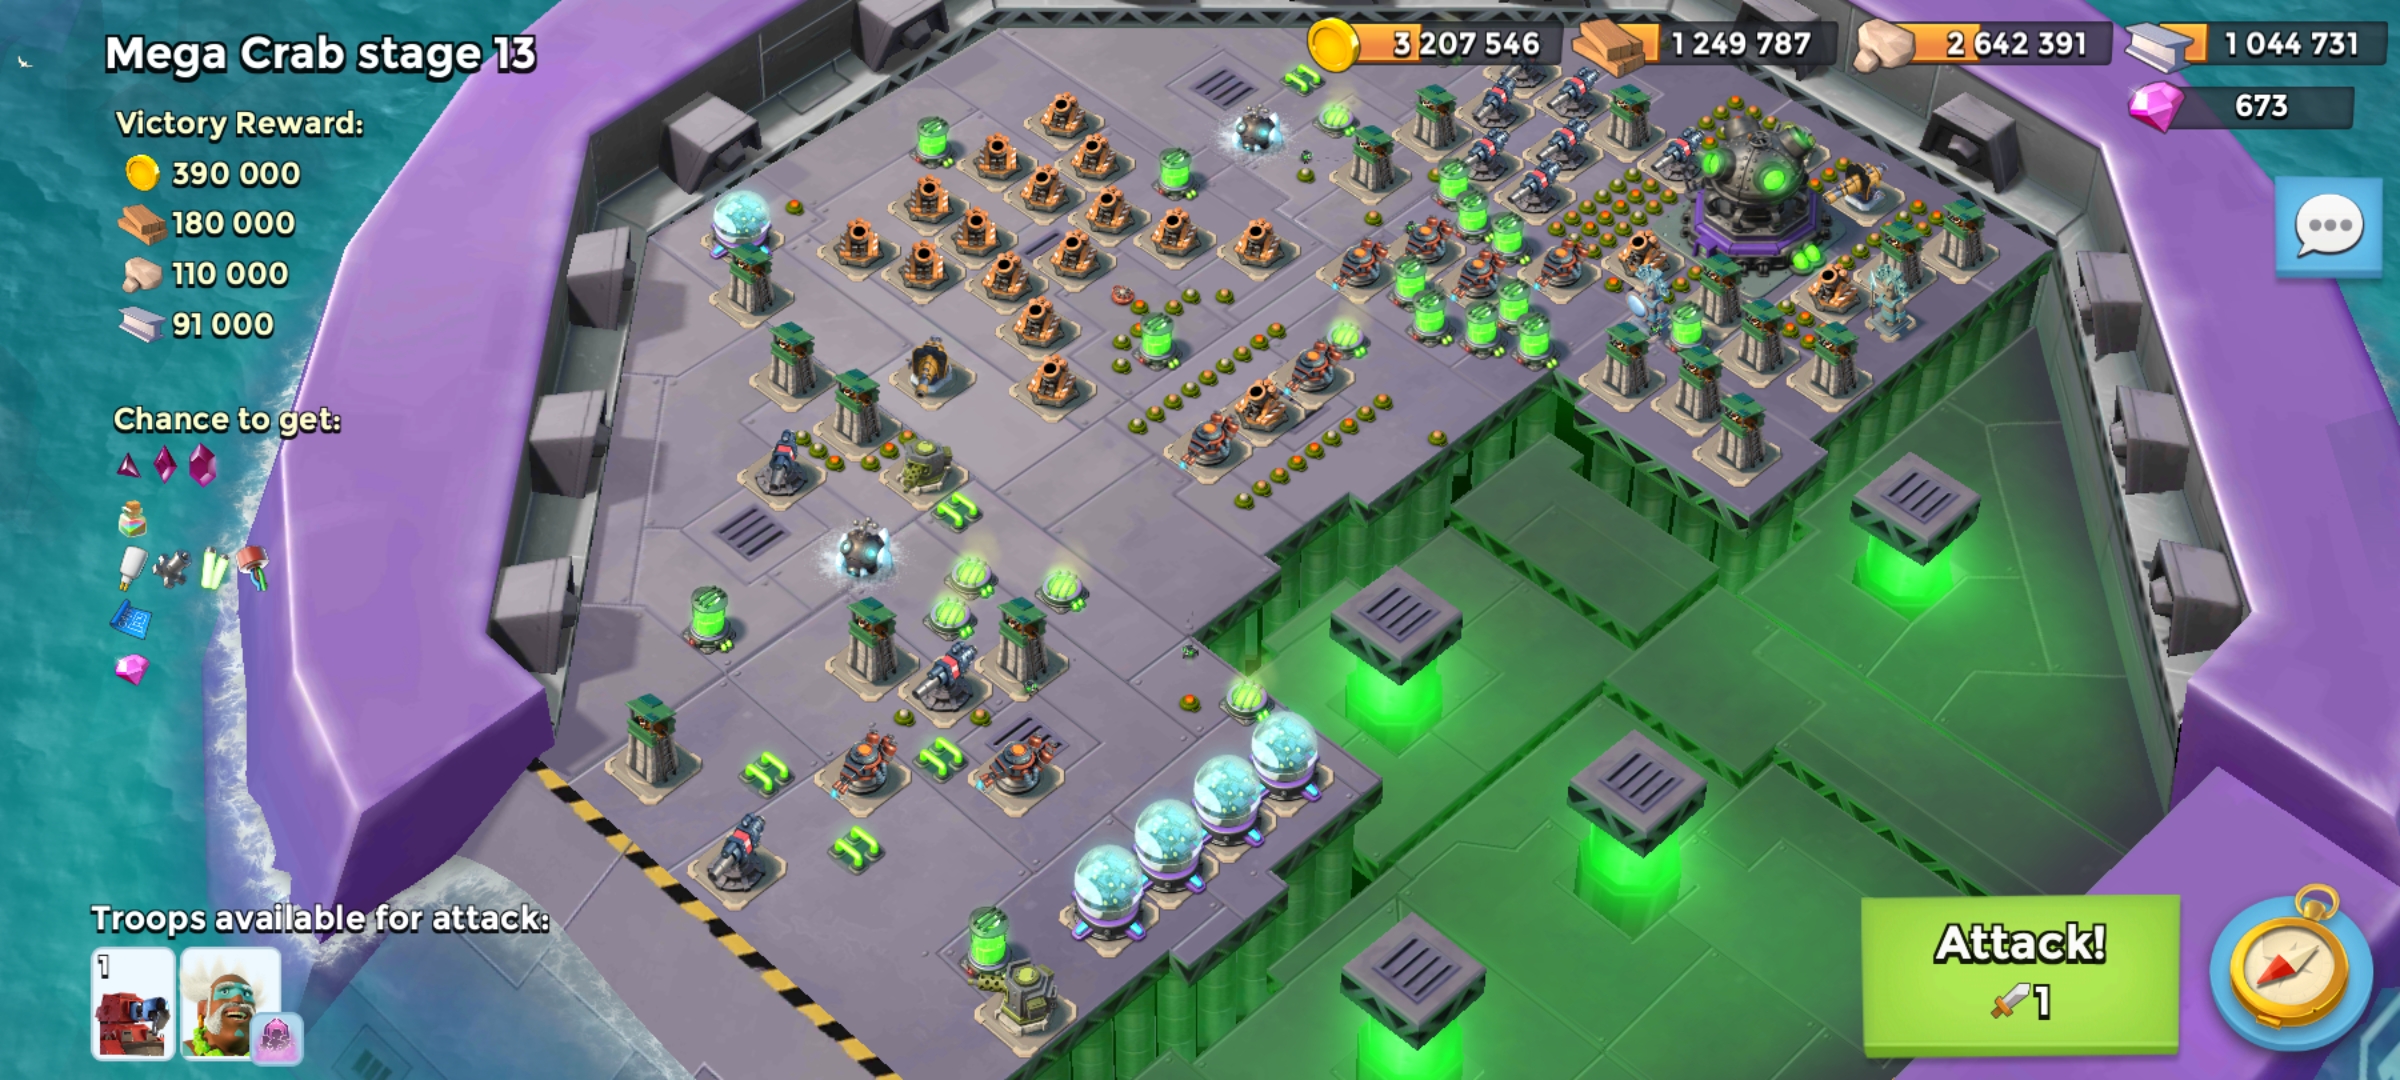 Mega Crab stage 13
3 207 546
1 249 787
2 642 391
1 044 731
673
Victory Reward:
390 000
180 000
110 000
91 000
Chance to get:
Troops available for attack:
1
Attack!
1